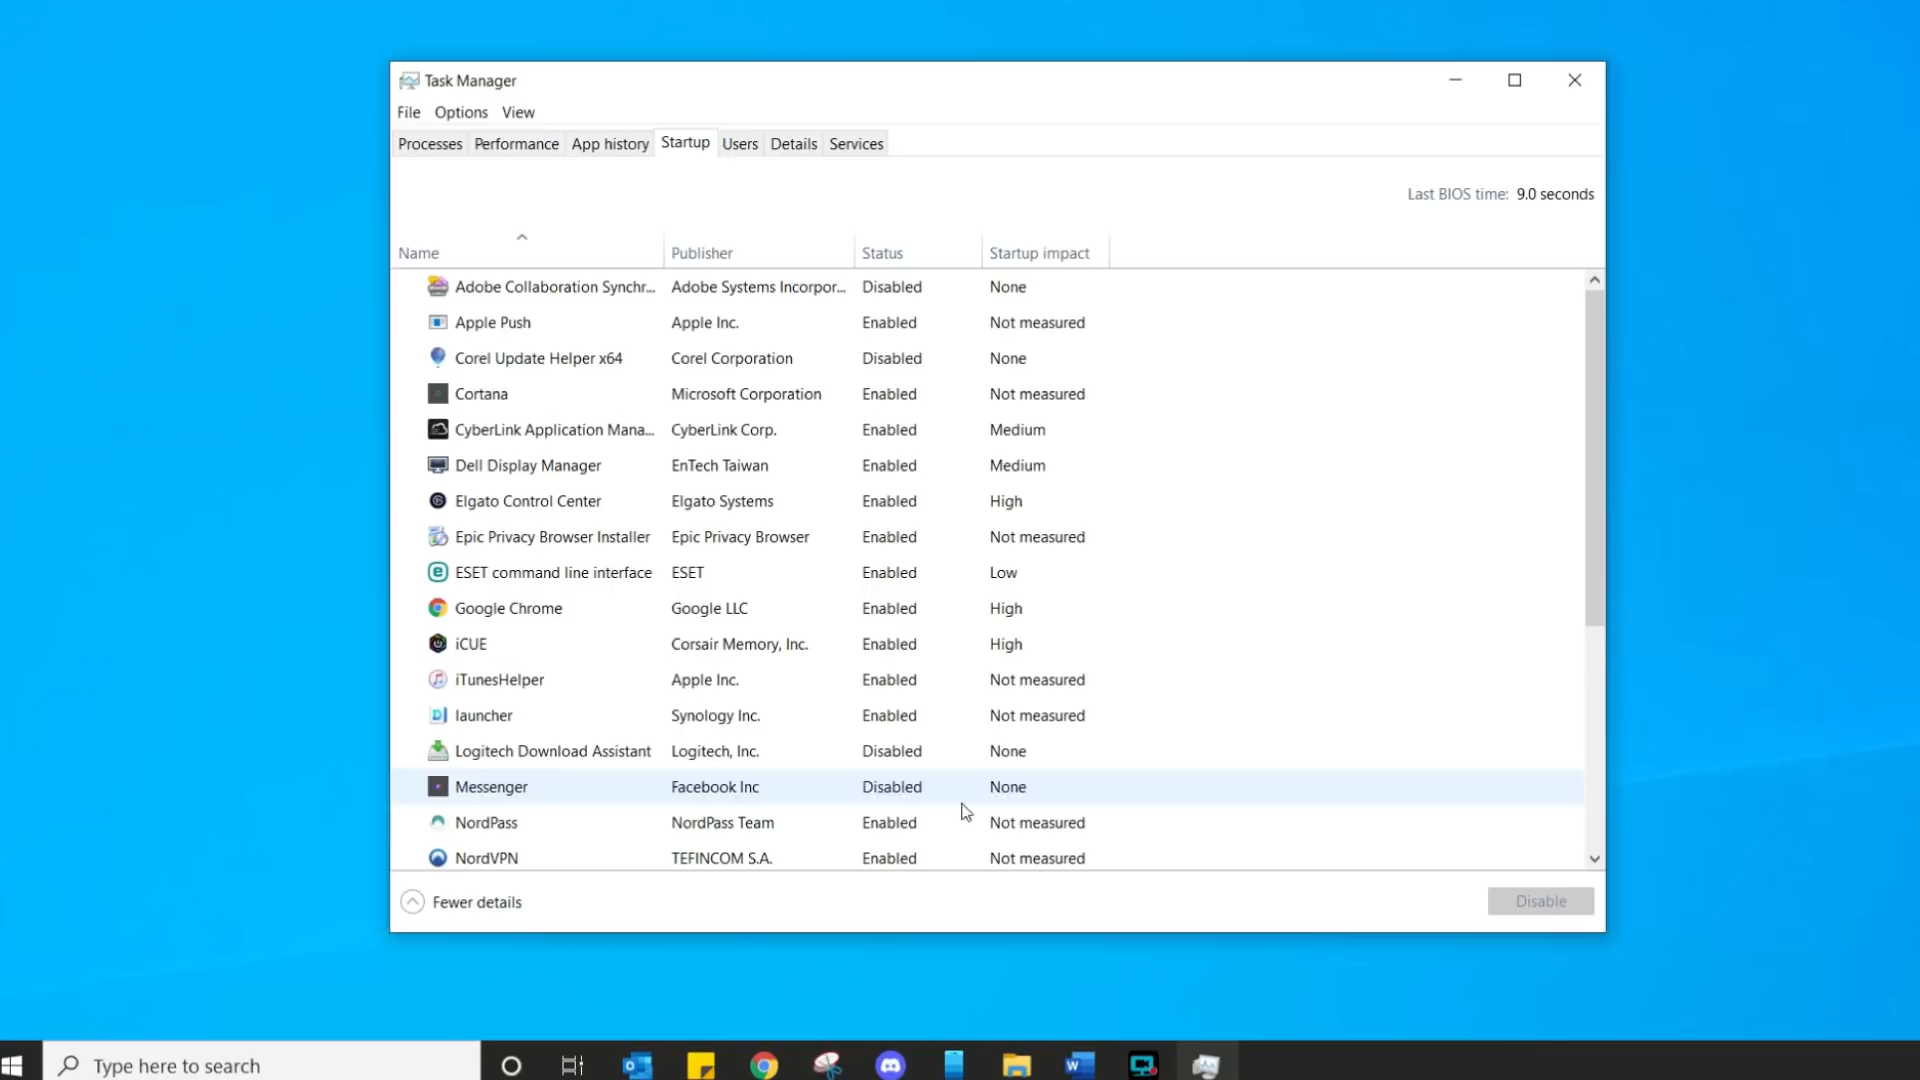 Task Manager
File Options View
Processes Performance App history Startup Users Details Services
Last BIOS time: 9.0 seconds
Name Publisher Status Startup impact
Adobe Collaboration Synchr... Adobe Systems Incorpor... Disabled None
Apple Push Apple Inc. Enabled Not measured
Corel Update Helper x64 Corel Corporation Disabled None
Cortana Microsoft Corporation Enabled Not measured
CyberLink Application Mana... CyberLink Corp. Enabled Medium
Dell Display Manager EnTech Taiwan Enabled Medium
Elgato Control Center Elgato Systems Enabled High
Epic Privacy Browser Installer Epic Privacy Browser Enabled Not measured
ESET command line interface ESET Enabled Low
Google Chrome Google LLC Enabled High
iCUE Corsair Memory, Inc. Enabled High
iTunesHelper Apple Inc. Enabled Not measured
launcher Synology Inc. Enabled Not measured
Logitech Download Assistant Logitech, Inc. Disabled None
Messenger Facebook Inc Disabled None
NordPass NordPass Team Enabled Not measured
NordVPN TEFINCOM S.A. Enabled Not measured
Fewer details Disable
Type here to search